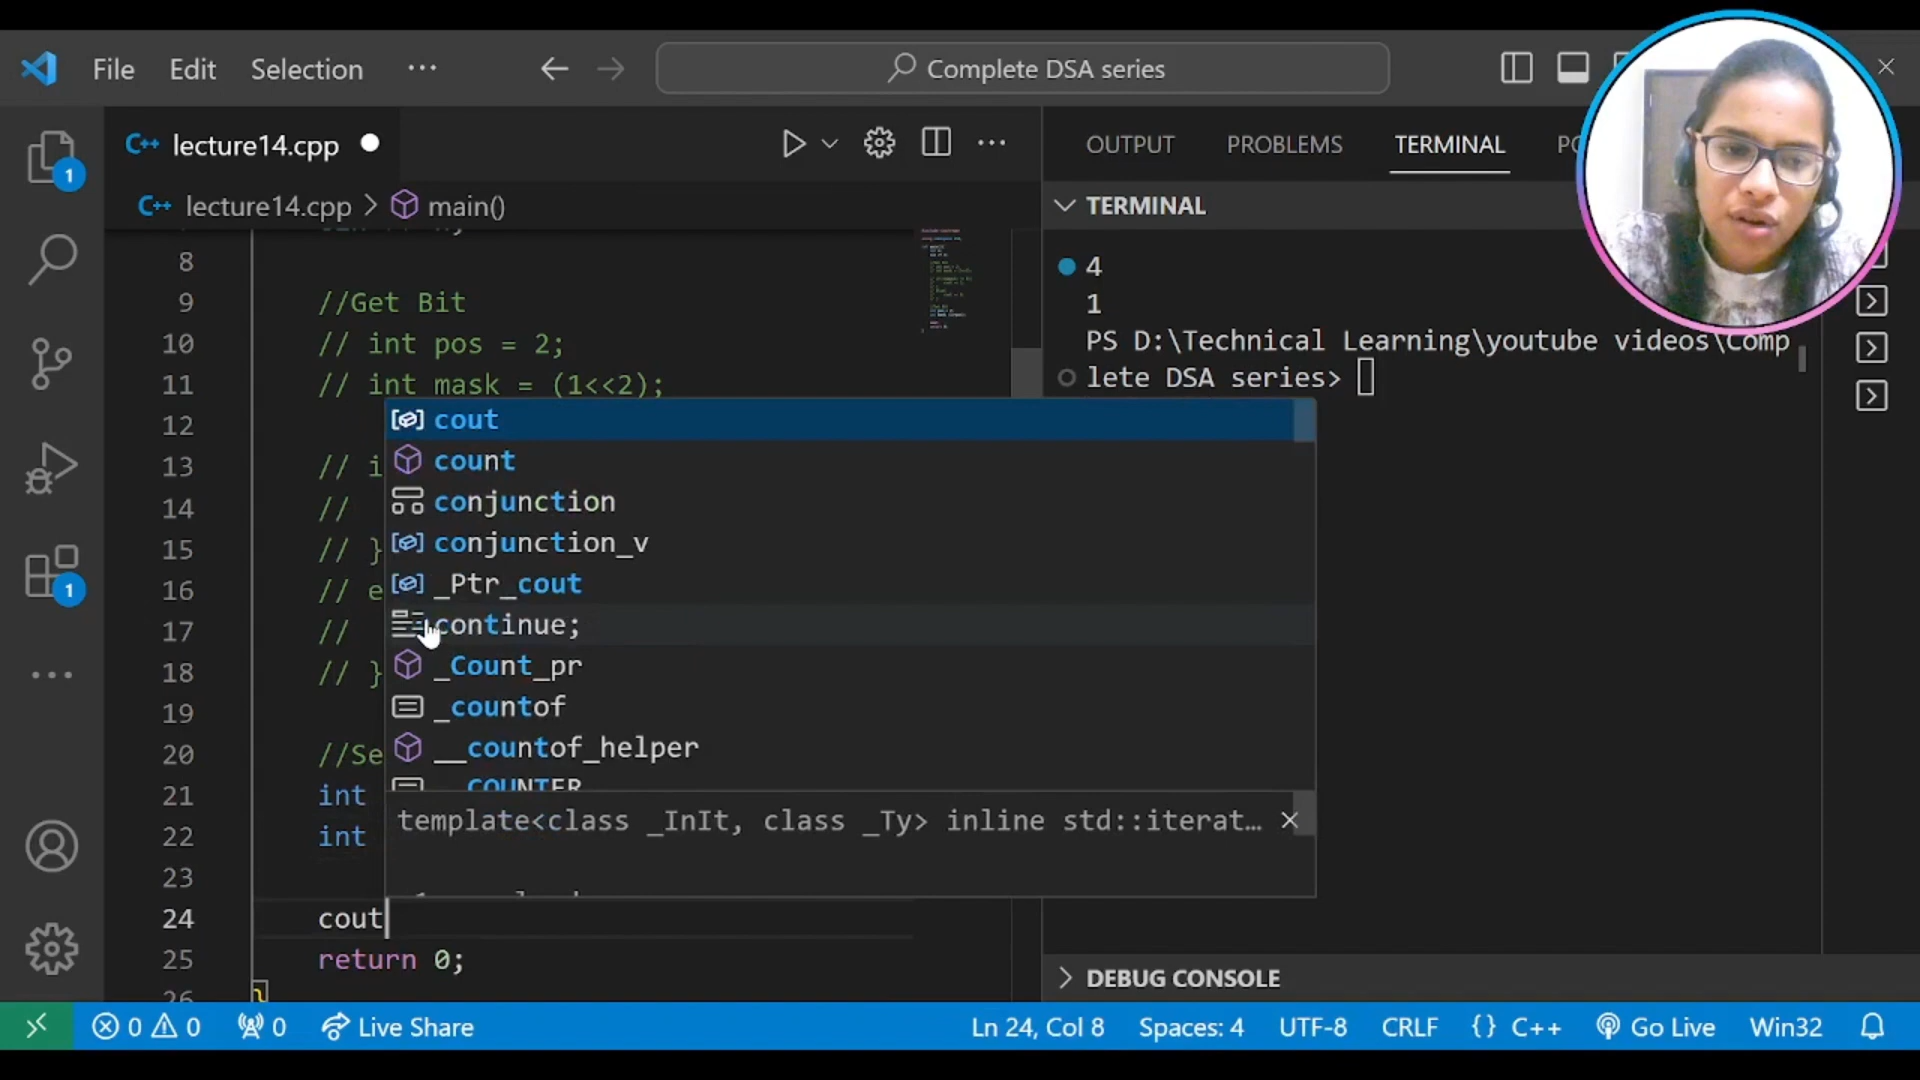 File Edit Selection ... Complete DSA series
C++ lecture14.cpp
C++ lecture14.cpp > main()
8
9 //Get Bit
10 // int pos = 2;
11 // int mask = (1<<2);
12
13 // i
14 //
15 // }
16 // e
17 //
18 // }
19
20 //Se
21 int
22 int
23
24 cout
25 return 0;
26 }
cout
count
conjunction
conjunction_v
_Ptr_cout
continue;
_Count_pr
_countof
__countof_helper
template<class _InIt, class _Ty> inline std::iterat...
OUTPUT PROBLEMS TERMINAL
TERMINAL
4
1
PS D:\Technical Learning\youtube videos\Comp
lete DSA series>
DEBUG CONSOLE
1
1
0 0 0 Live Share Ln 24, Col 8 Spaces: 4 UTF-8 CRLF {} C++ Go Live Win32